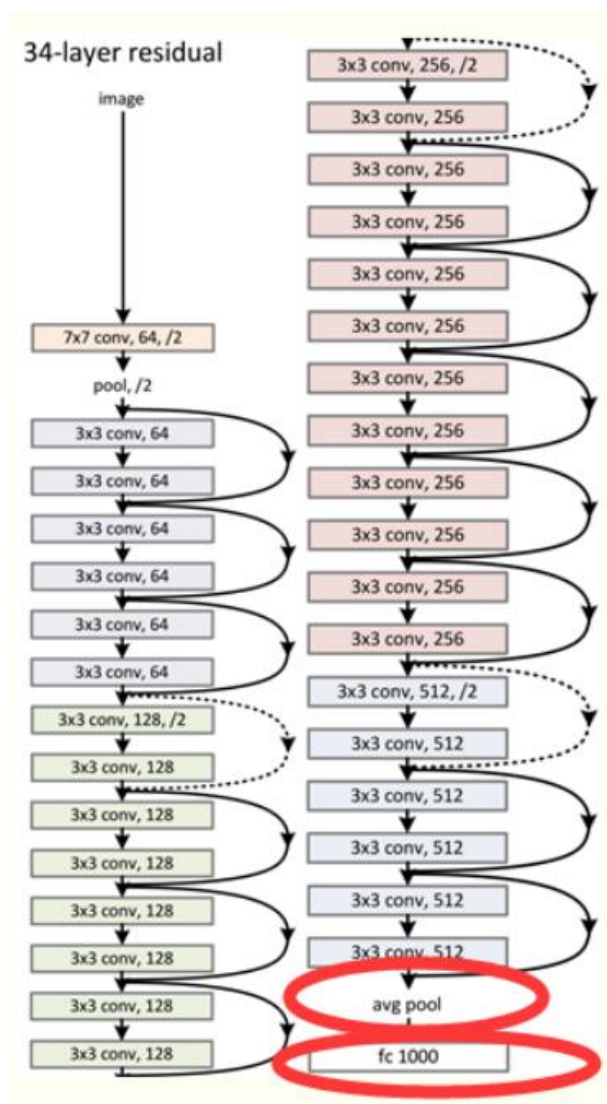 34-layer residual
image
7x7 conv, 64, /2
pool, /2
3x3 conv, 64
3x3 conv, 64
3x3 conv, 64
3x3 conv, 64
3x3 conv, 64
3x3 conv, 64
3x3 conv, 128, /2
3x3 conv, 128
3x3 conv, 128
3x3 conv, 128
3x3 conv, 128
3x3 conv, 128
3x3 conv, 128
3x3 conv, 128
3x3 conv, 256, /2
3x3 conv, 256
3x3 conv, 256
3x3 conv, 256
3x3 conv, 256
3x3 conv, 256
3x3 conv, 256
3x3 conv, 256
3x3 conv, 256
3x3 conv, 256
3x3 conv, 256
3x3 conv, 256
3x3 conv, 512, /2
3x3 conv, 512
3x3 conv, 512
3x3 conv, 512
3x3 conv, 512
3x3 conv, 512
avg pool
fc 1000